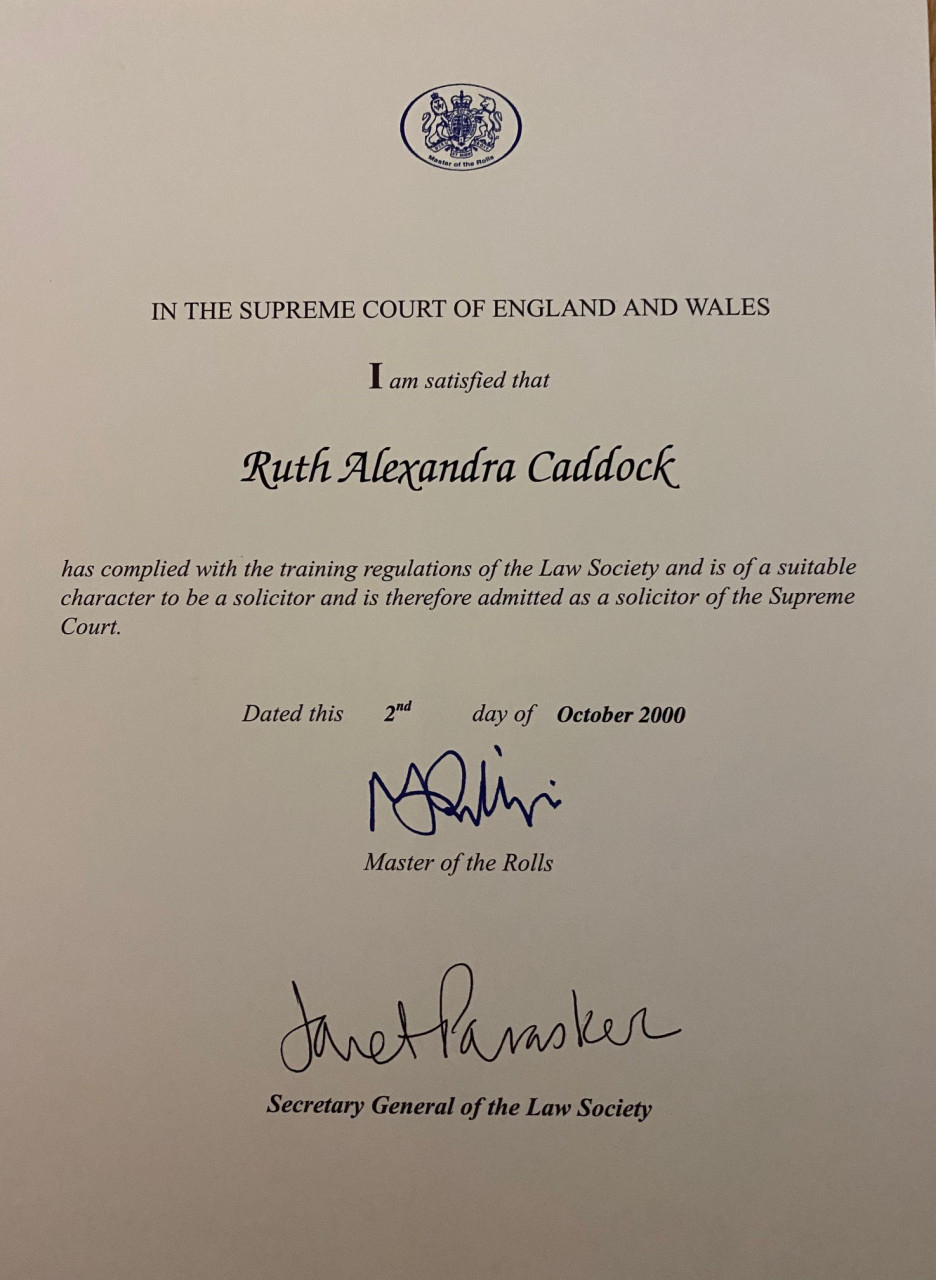 Master of the Rolls
IN THE SUPREME COURT OF ENGLAND AND WALES
I am satisfied that
Ruth Alexandra Caddock
has complied with the training regulations of the Law Society and is of a suitable
character to be a solicitor and is therefore admitted as a solicitor of the Supreme
Court.
Dated this 2nd day of October 2000
Master of the Rolls
Janet Paraskeva
Secretary General of the Law Society